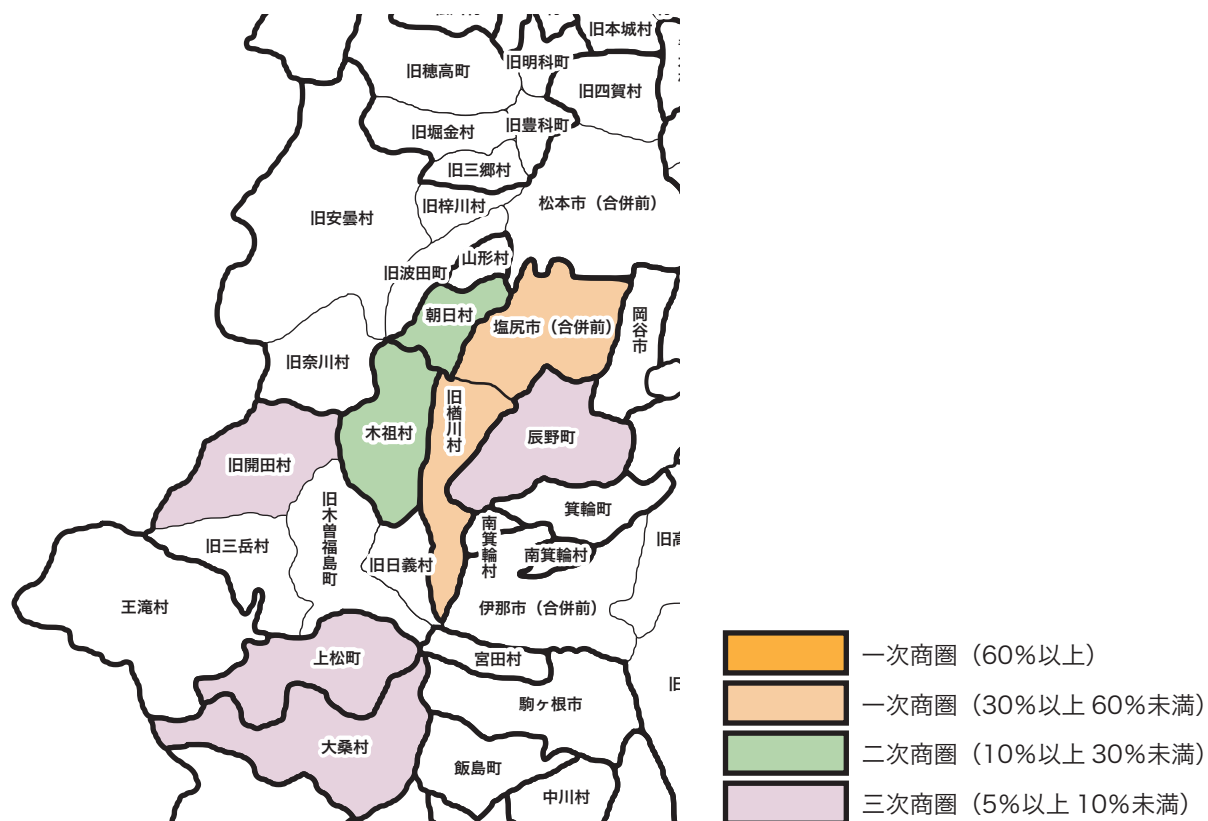 旧本城村
旧明科町
旧穂高町
旧四賀村
旧豊科町
旧堀金村
旧三郷村
旧梓川村
松本市（合併前）
旧安曇村
山形村
旧波田町
朝日村
塩尻市（合併前）
岡谷市
旧奈川村
旧楢川村
木祖村
辰野町
旧開田村
旧木曽福島町
箕輪町
南箕輪村
旧高
旧三岳村
南箕輪村
旧日義村
王滝村
伊那市（合併前）
上松町
宮田村
旧
駒ヶ根市
大桑村
飯島町
中川村
一次商圏（60%以上）
一次商圏（30%以上 60%未満）
二次商圏（10%以上 30%未満）
三次商圏（5%以上 10%未満）